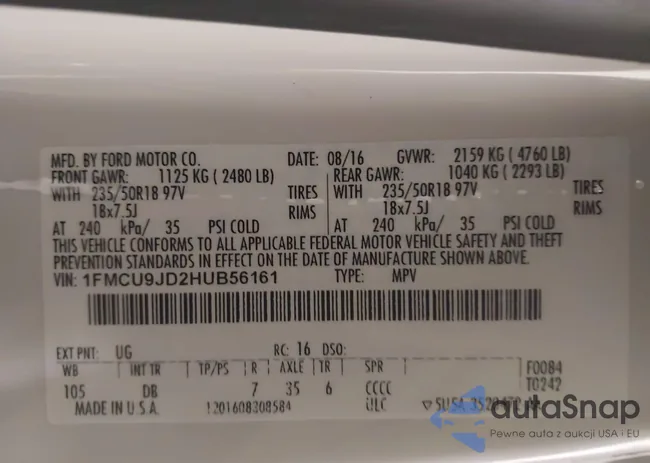 MFD. BY FORD MOTOR CO. DATE: 08/16 GVWR: 2159 KG ( 4760 LB)
FRONT GAWR: 1125 KG ( 2480 LB) REAR GAWR: 1040 KG ( 2293 LB)
WITH 235/50R18 97V TIRES WITH 235/50R18 97V TIRES
18x7.5J RIMS 18x7.5J RIMS
AT 240 kPa/ 35 PSI COLD AT 240 kPa/ 35 PSI COLD
THIS VEHICLE CONFORMS TO ALL APPLICABLE FEDERAL MOTOR VEHICLE SAFETY AND THEFT
PREVENTION STANDARDS IN EFFECT ON THE DATE OF MANUFACTURE SHOWN ABOVE.
VIN: 1FMCU9JD2HUB56161 TYPE: MPV
EXT PNT: UG RC: 16 DSO: F0084
WB INT TR TP/PS R AXLE TR SPR T0242
105 DB 7 35 6 CCCC
MADE IN U.S.A. 1201608308584 ULC
autaSnap
Pewne auta z aukcji USA i EU